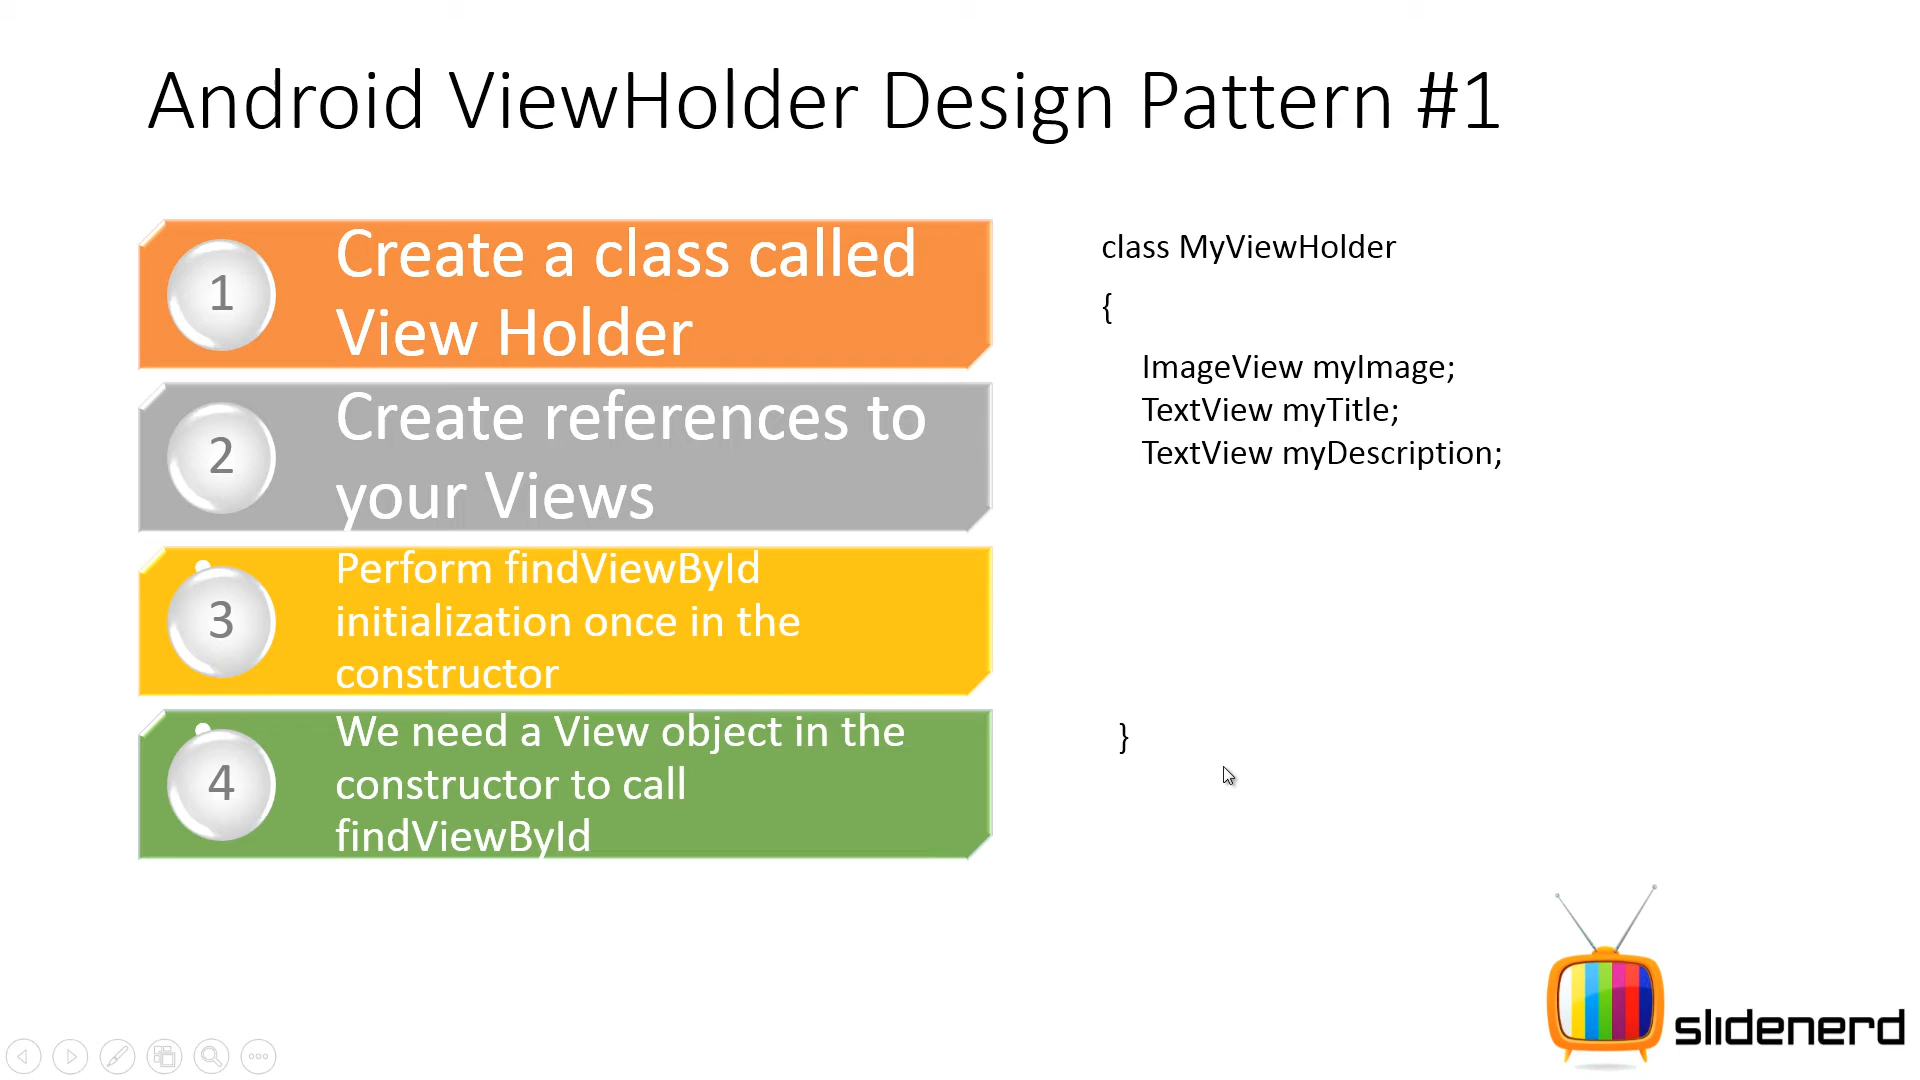 Android ViewHolder Design Pattern #1
1
Create a class called
View Holder
2
Create references to
your Views
3
Perform findViewById
initialization once in the
constructor
4
We need a View object in the
constructor to call
findViewById
class MyViewHolder
{
ImageView myImage;
TextView myTitle;
TextView myDescription;
}
slidenerd